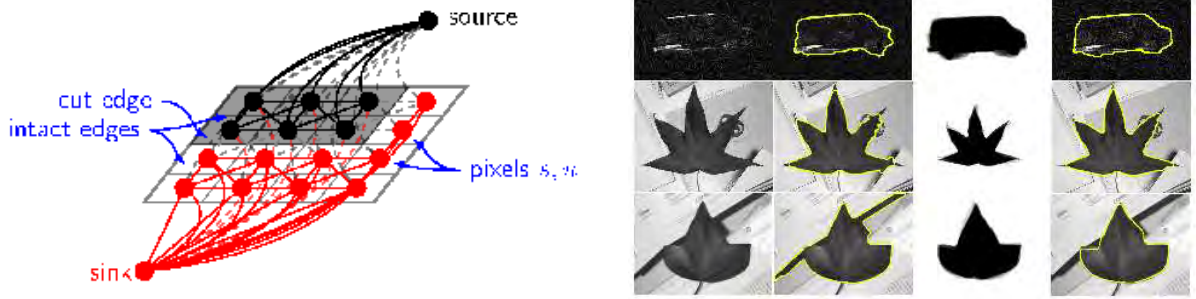 source
cut edge
intact edges
pixels s, n
sink